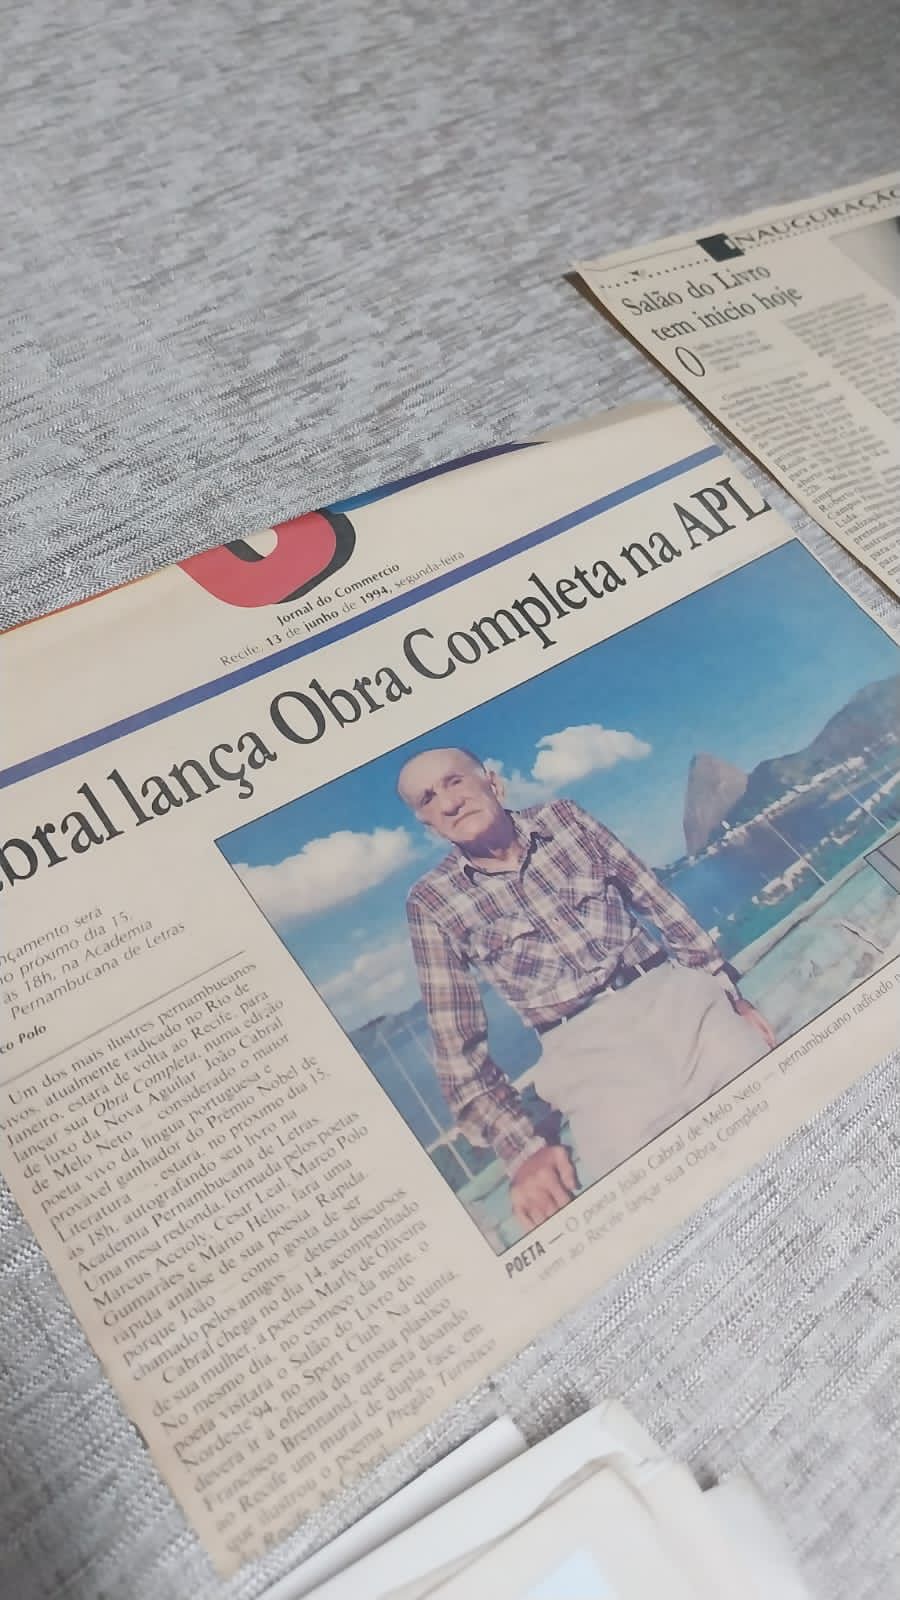 Jornal do Commercio
Recife, 13 de junho de 1994, segunda-feira
bral lança Obra Completa na APL
nçamento será
o próximo dia 15,
às 18h, na Academia
Pernambucana de Letras
co Polo
Um dos mais ilustres pernambucanos
vivos, atualmente radicado no Rio de
Janeiro, estará de volta ao Recife, para
lançar sua Obra Completa, numa edição
de luxo da Nova Aguilar. João Cabral
de Melo Neto — considerado o maior
poeta vivo da língua portuguesa e
provável ganhador do Prêmio Nobel de
Literatura — estará, no próximo dia 15,
às 18h, autografando seu livro na
Academia Pernambucana de Letras.
Uma mesa redonda, formada pelos poetas
Marcus Accioly, César Leal, Marco Polo
Guimarães e Mário Hélio, fará uma
rápida análise de sua poesia. Rápida,
porque João — como gosta de ser
chamado pelos amigos — detesta discursos
Cabral chega no dia 14, acompanhado
de sua mulher, a poetisa Marly de Oliveira
No mesmo dia, no começo da noite, o
poeta visitará o Salão do Livro do
Nordeste'94, no Sport Club. Na quinta,
deverá ir à oficina do artista plástico
Francisco Brennand, que está doando
ao Recife um mural de dupla face, em
que ilustrou o poema Pregão Turístico
do Recife, de Cabral
POETA — O poeta João Cabral de Melo Neto — pernambucano radicado n
vem ao Recife lançar sua Obra Completa
INAUGURAÇÃO
Salão do Livro
tem início hoje
O